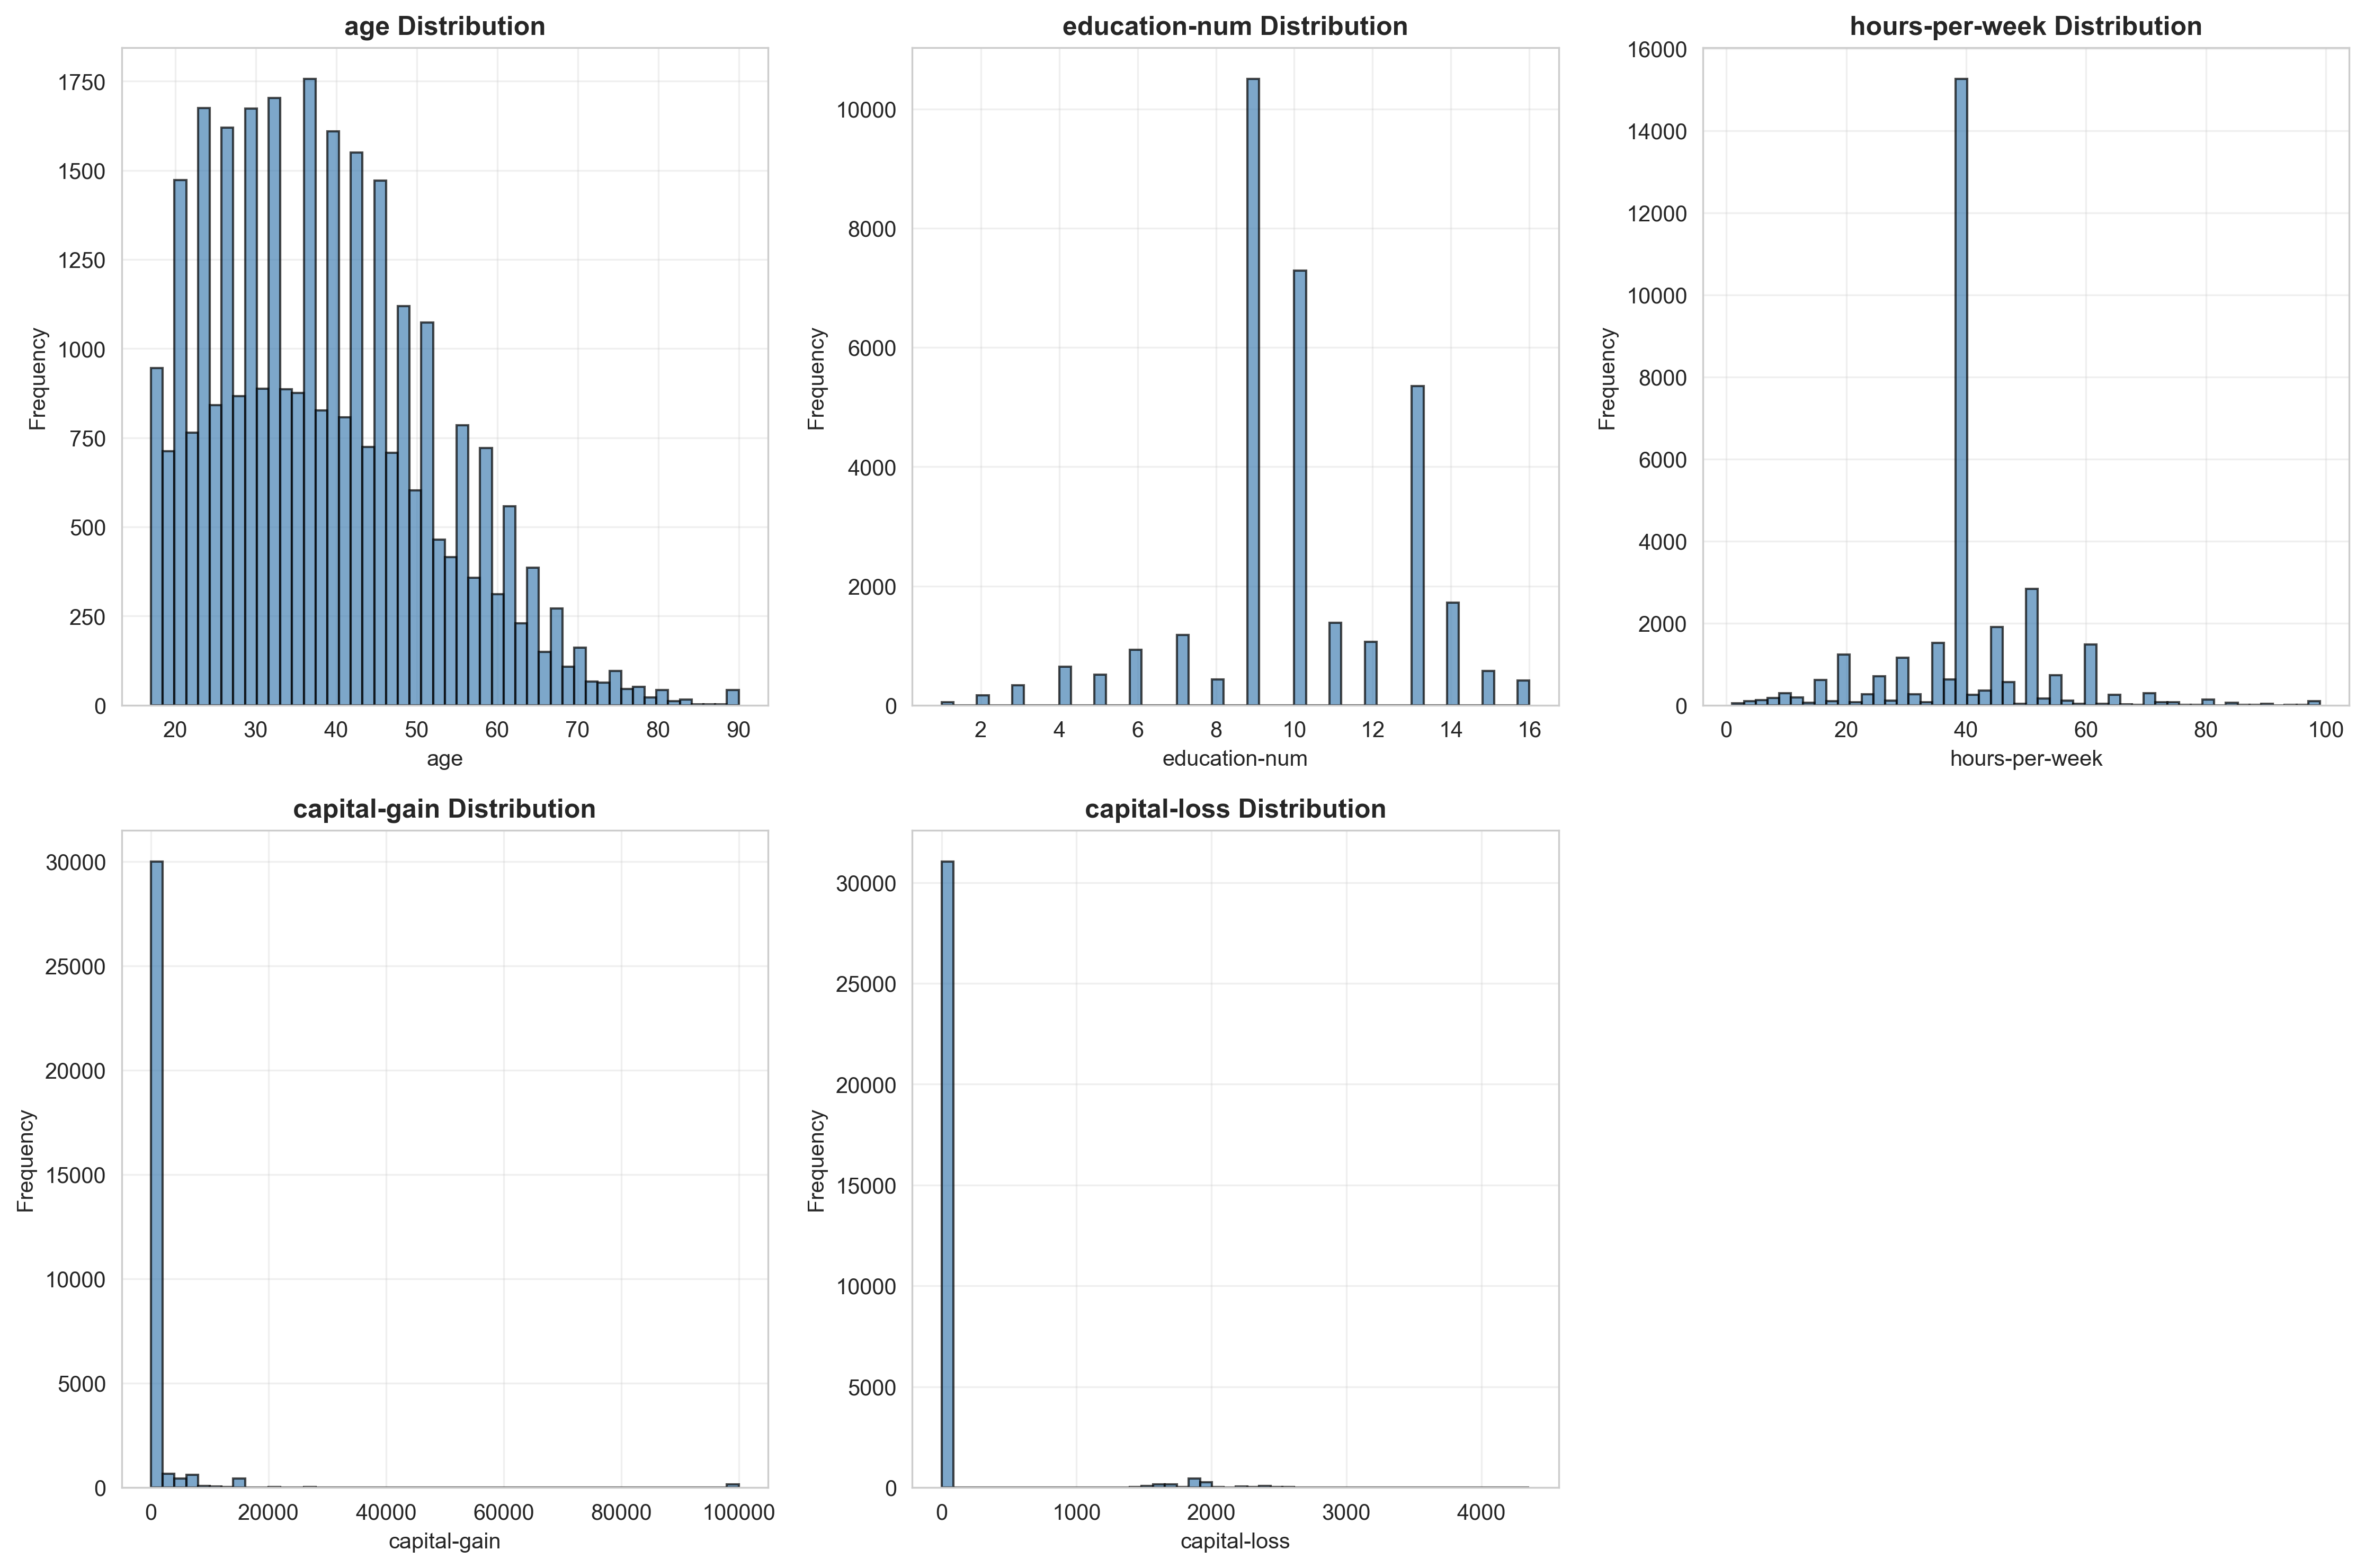 age Distribution
Frequency
1750
1500
1250
1000
750
500
250
0
20 30 40 50 60 70 80 90
age
education-num Distribution
Frequency
10000
8000
6000
4000
2000
0
2 4 6 8 10 12 14 16
education-num
hours-per-week Distribution
Frequency
16000
14000
12000
10000
8000
6000
4000
2000
0
0 20 40 60 80 100
hours-per-week
capital-gain Distribution
Frequency
30000
25000
20000
15000
10000
5000
0
0 20000 40000 60000 80000 100000
capital-gain
capital-loss Distribution
Frequency
30000
25000
20000
15000
10000
5000
0
0 1000 2000 3000 4000
capital-loss